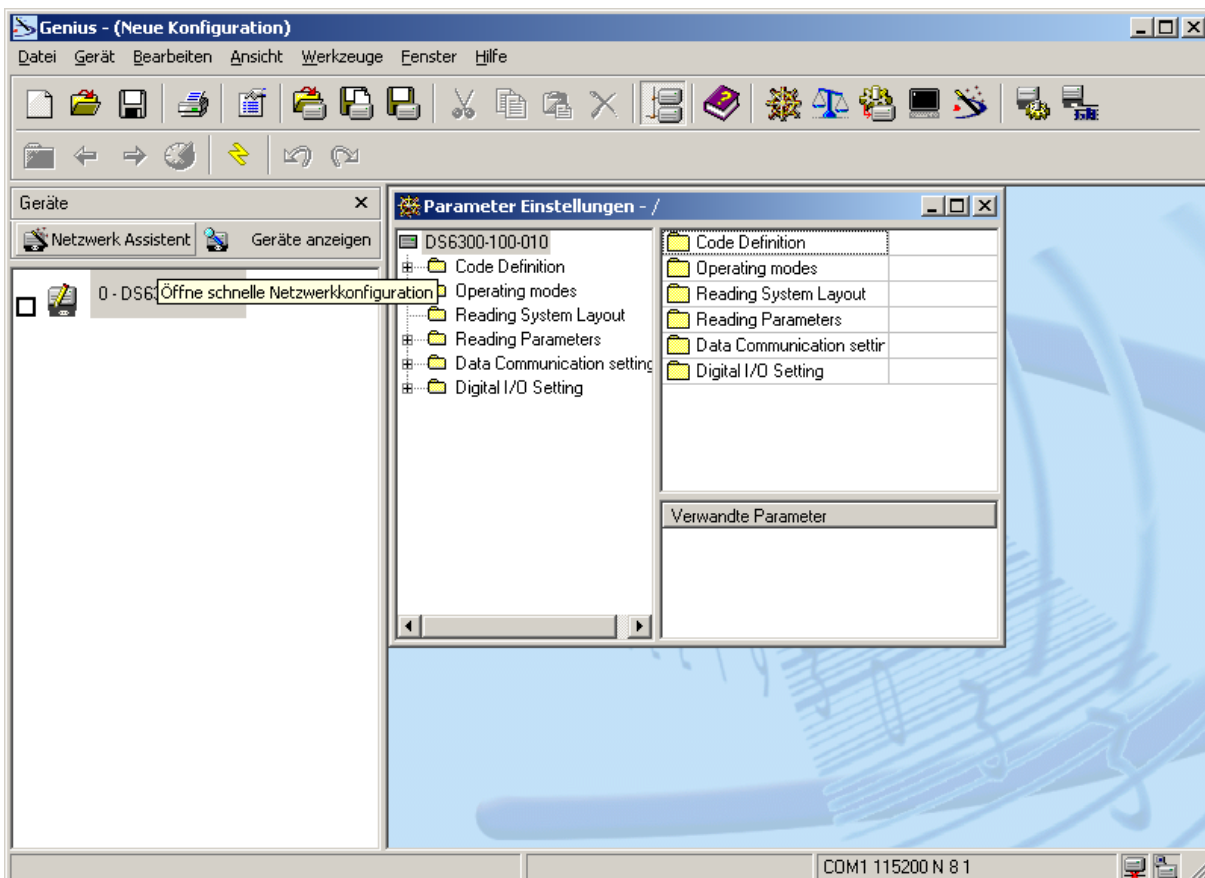 Genius - (Neue Konfiguration)
Datei Gerät Bearbeiten Ansicht Werkzeuge Fenster Hilfe
Geräte
Netzwerk Assistent Geräte anzeigen
0 - DS6
Öffne schnelle Netzwerkkonfiguration
Parameter Einstellungen - /
DS6300-100-010
Code Definition
Operating modes
Reading System Layout
Reading Parameters
Data Communication setting
Digital I/O Setting
Code Definition
Operating modes
Reading System Layout
Reading Parameters
Data Communication settir
Digital I/O Setting
Verwandte Parameter
COM1 115200 N 8 1